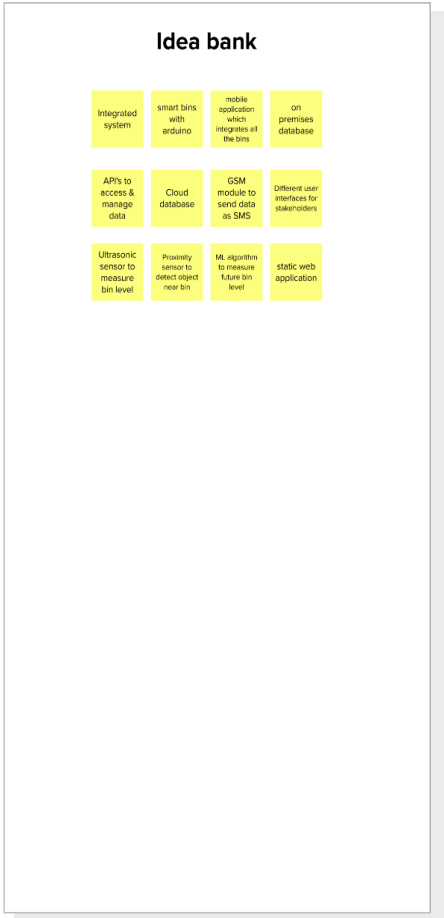 Idea bank
Integrated
system
smart bins
with
arduino
mobile
application
which
integrates all
the bins
on
premises
database
API's to
access &
manage
data
Cloud
database
GSM
module to
send data
as SMS
Different user
interfaces for
stakeholders
Ultrasonic
sensor to
measure
bin level
Proximity
sensor to
detect object
near bin
ML algorithm
to measure
future bin
level
static web
application